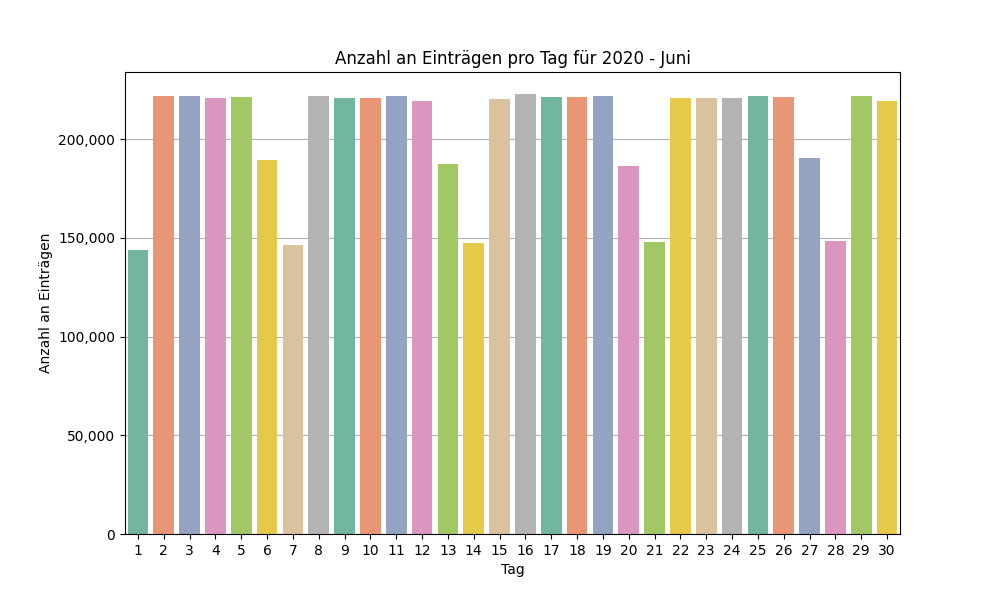 Anzahl an Einträgen pro Tag für 2020 - Juni
Anzahl an Einträgen
200,000
150,000
100,000
50,000
0
1 2 3 4 5 6 7 8 9 10 11 12 13 14 15 16 17 18 19 20 21 22 23 24 25 26 27 28 29 30
Tag